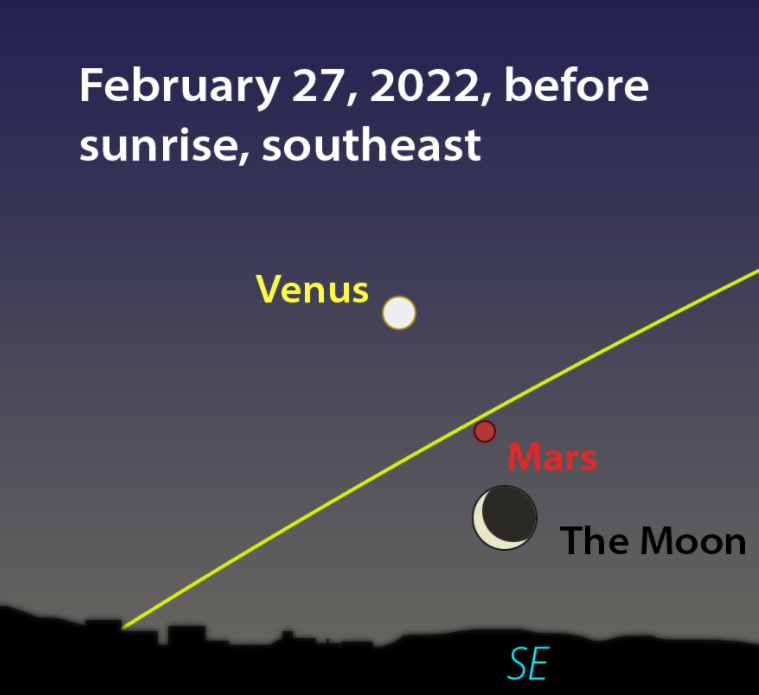 February 27, 2022, before
sunrise, southeast
Venus
Mars
The Moon
SE